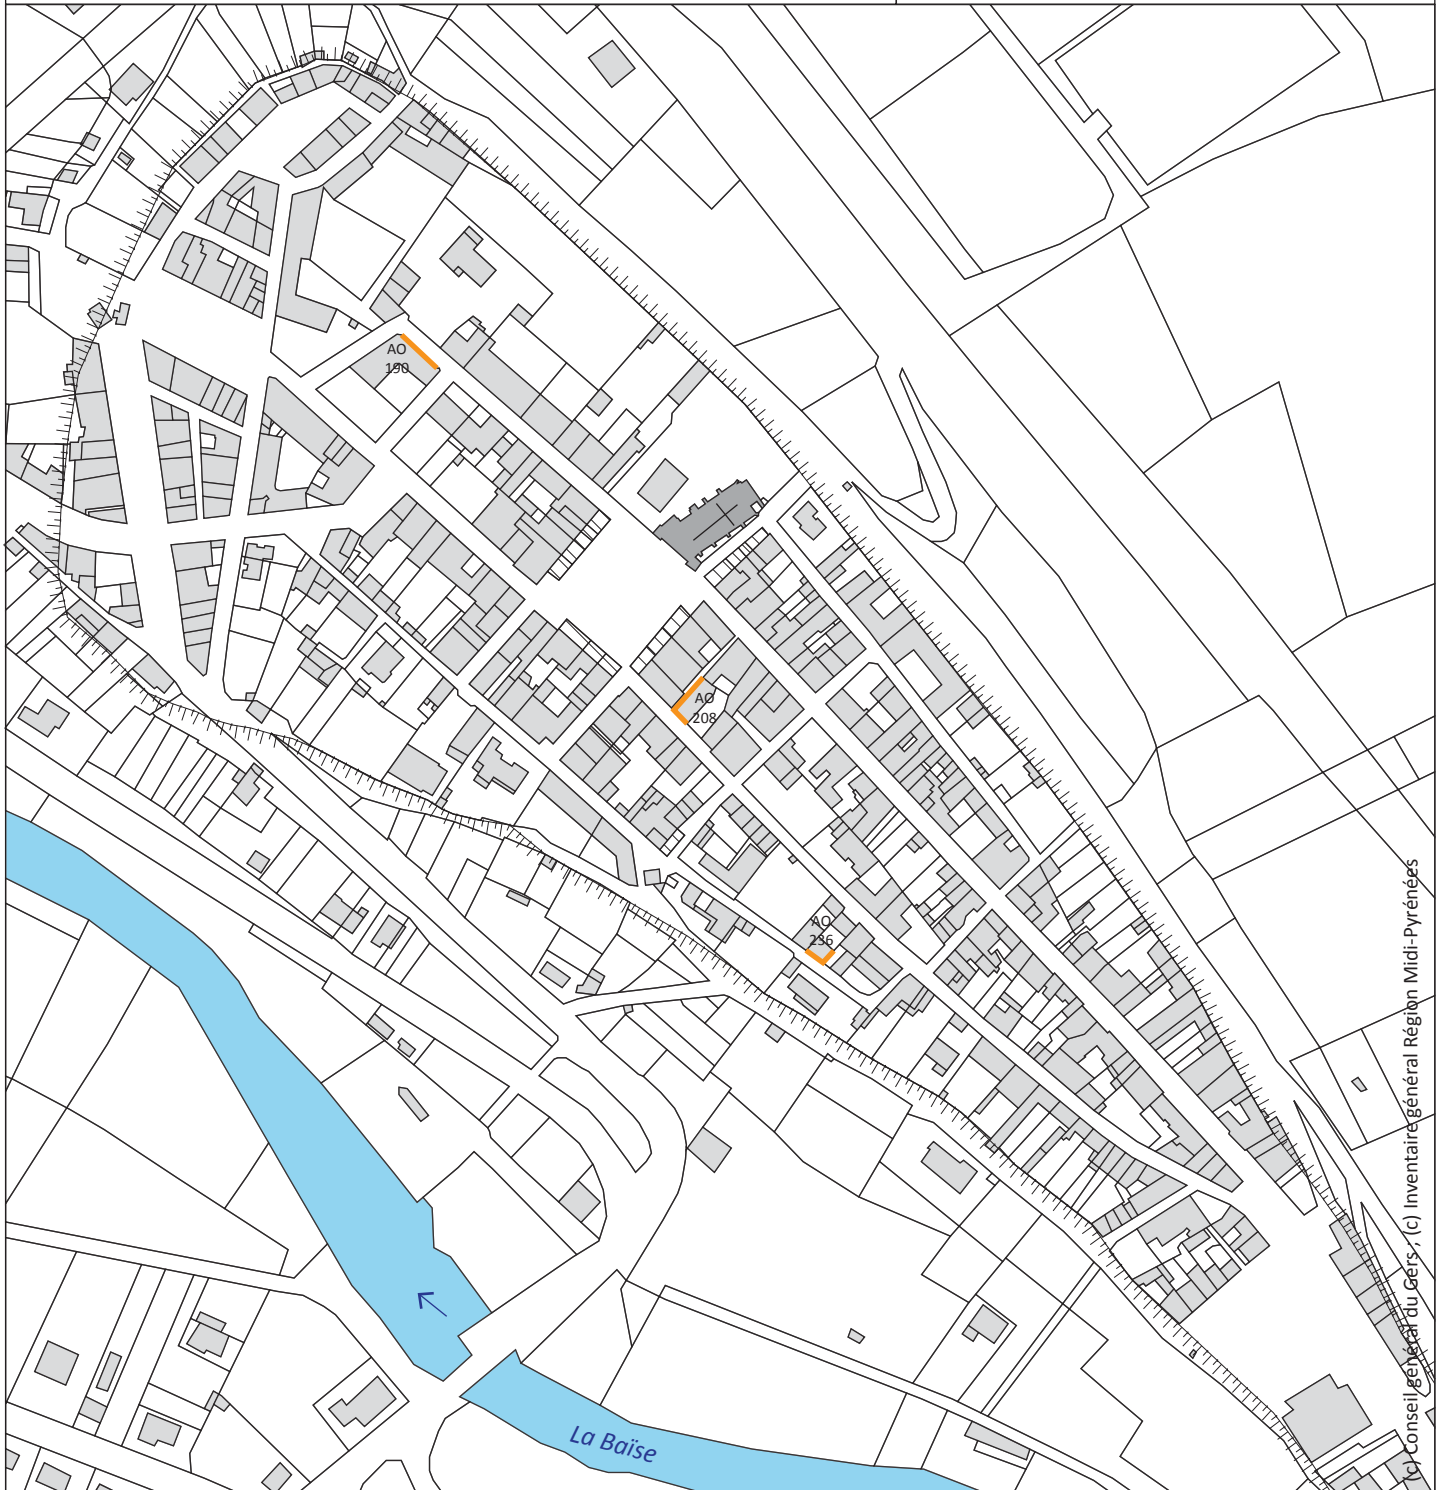 AO
190
AO
208
AO
236
La Baïse
(c) Conseil général du Gers ; (c) Inventaire général Région Midi-Pyrénées